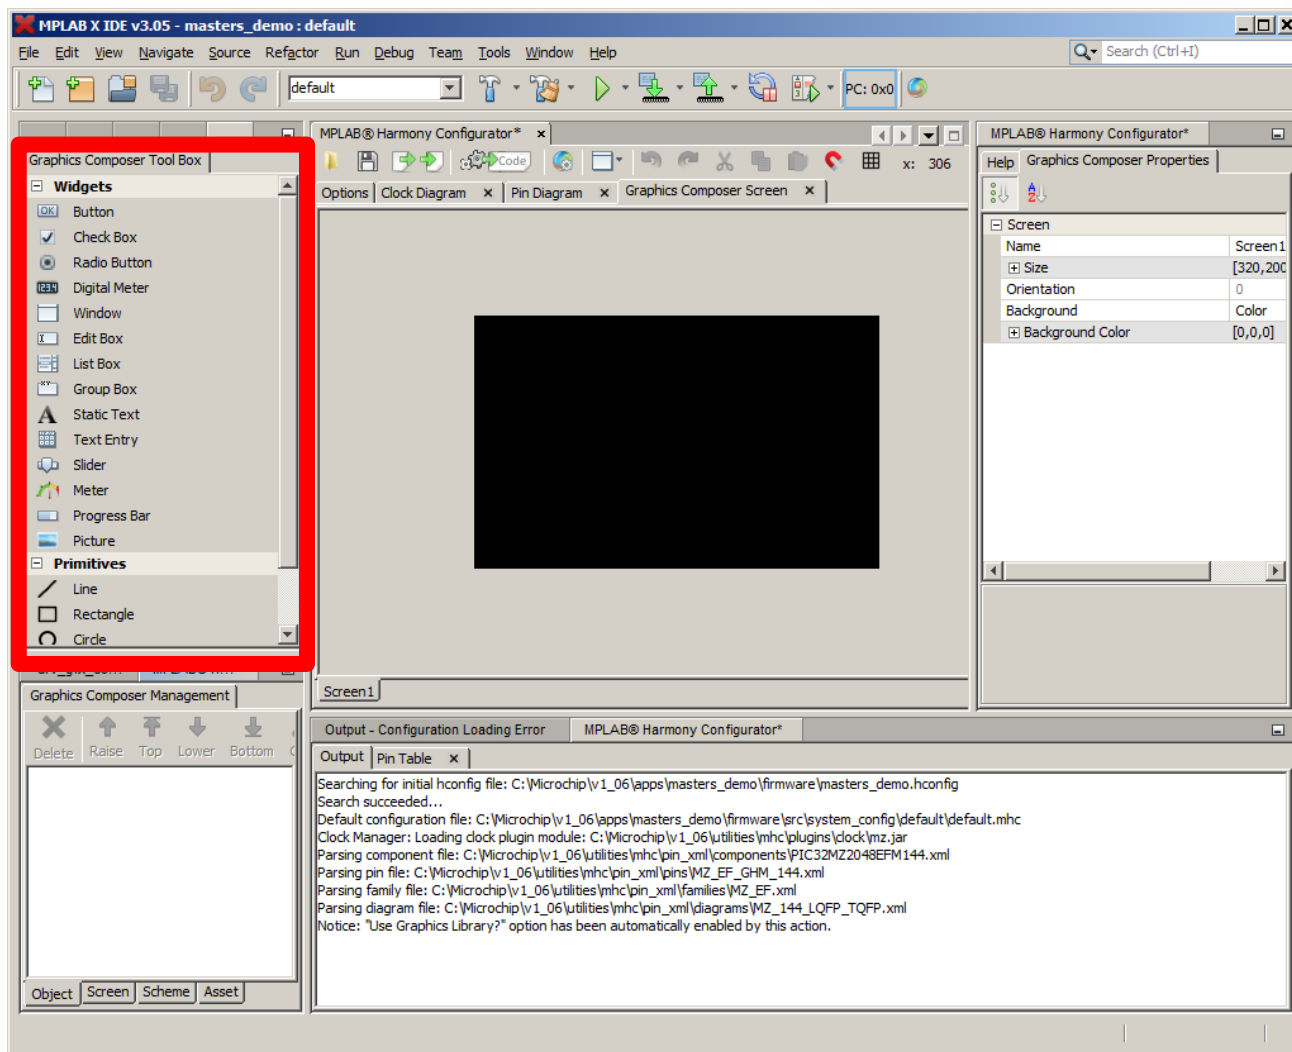 MPLAB X IDE v3.05 - masters_demo : default
File Edit View Navigate Source Refactor Run Debug Team Tools Window Help
Search (Ctrl+I)
default
PC: 0x0
MPLAB® Harmony Configurator*
Code
x: 306
Options
Clock Diagram
Pin Diagram
Graphics Composer Screen
Graphics Composer Tool Box
Widgets
OK Button
Check Box
Radio Button
Digital Meter
Window
Edit Box
List Box
Group Box
Static Text
Text Entry
Slider
Meter
Progress Bar
Picture
Primitives
Line
Rectangle
Circle
Screen1
MPLAB® Harmony Configurator*
Help
Graphics Composer Properties
Screen
Name Screen1
Size [320,200
Orientation 0
Background Color
Background Color [0,0,0]
Graphics Composer Management
Delete Raise Top Lower Bottom
Object Screen Scheme Asset
Output - Configuration Loading Error
MPLAB® Harmony Configurator*
Output
Pin Table
Searching for initial hconfig file: C:\Microchip\v1_06\apps\masters_demo\firmware\masters_demo.hconfig
Search succeeded...
Default configuration file: C:\Microchip\v1_06\apps\masters_demo\firmware\src\system_config\default\default.mhc
Clock Manager: Loading clock plugin module: C:\Microchip\v1_06\utilities\mhc\plugins\clock\mz.jar
Parsing component file: C:\Microchip\v1_06\utilities\mhc\pin_xml\components\PIC32MZ2048EFM144.xml
Parsing pin file: C:\Microchip\v1_06\utilities\mhc\pin_xml\pins\MZ_EF_GHM_144.xml
Parsing family file: C:\Microchip\v1_06\utilities\mhc\pin_xml\families\MZ_EF.xml
Parsing diagram file: C:\Microchip\v1_06\utilities\mhc\pin_xml\diagrams\MZ_144_LQFP_TQFP.xml
Notice: "Use Graphics Library?" option has been automatically enabled by this action.